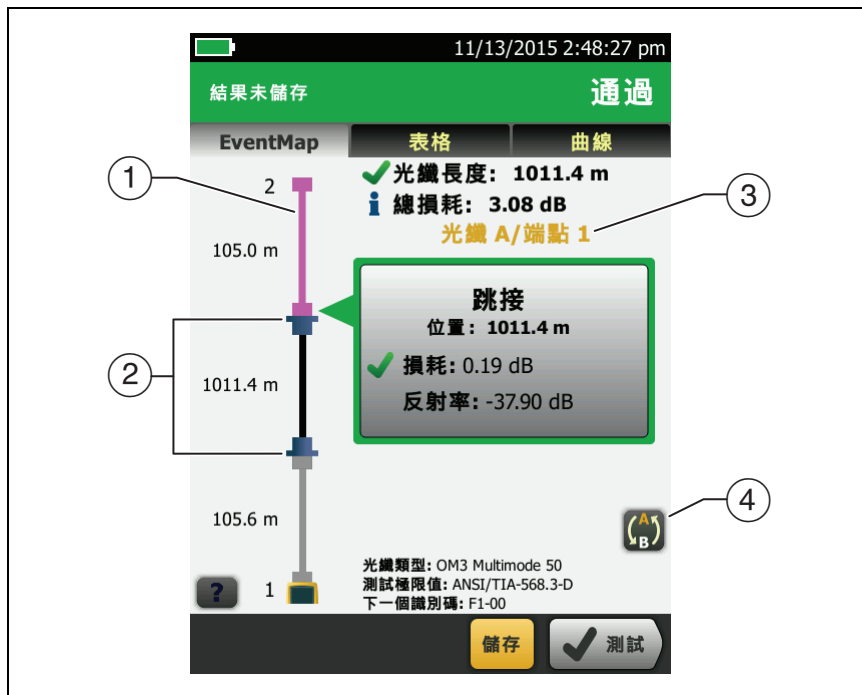 11/13/2015 2:48:27 pm
結果未儲存 通過
EventMap 表格 曲線
1
2
105.0 m
2
1011.4 m
105.6 m
1
?
光纖長度: 1011.4 m
i 總損耗: 3.08 dB
光纖 A/端點 1
3
跳接
位置: 1011.4 m
損耗: 0.19 dB
反射率: -37.90 dB
A
B
4
光纖類型: OM3 Multimode 50
測試極限值: ANSI/TIA-568.3-D
下一個識別碼: F1-00
儲存 測試